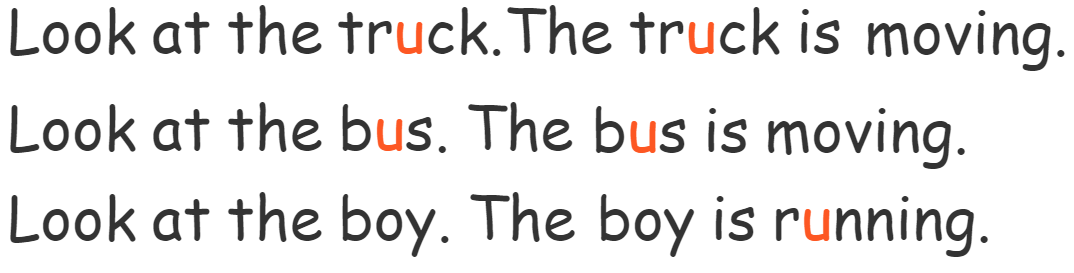 Look at the truck. The truck is moving.
Look at the bus. The bus is moving.
Look at the boy. The boy is running.